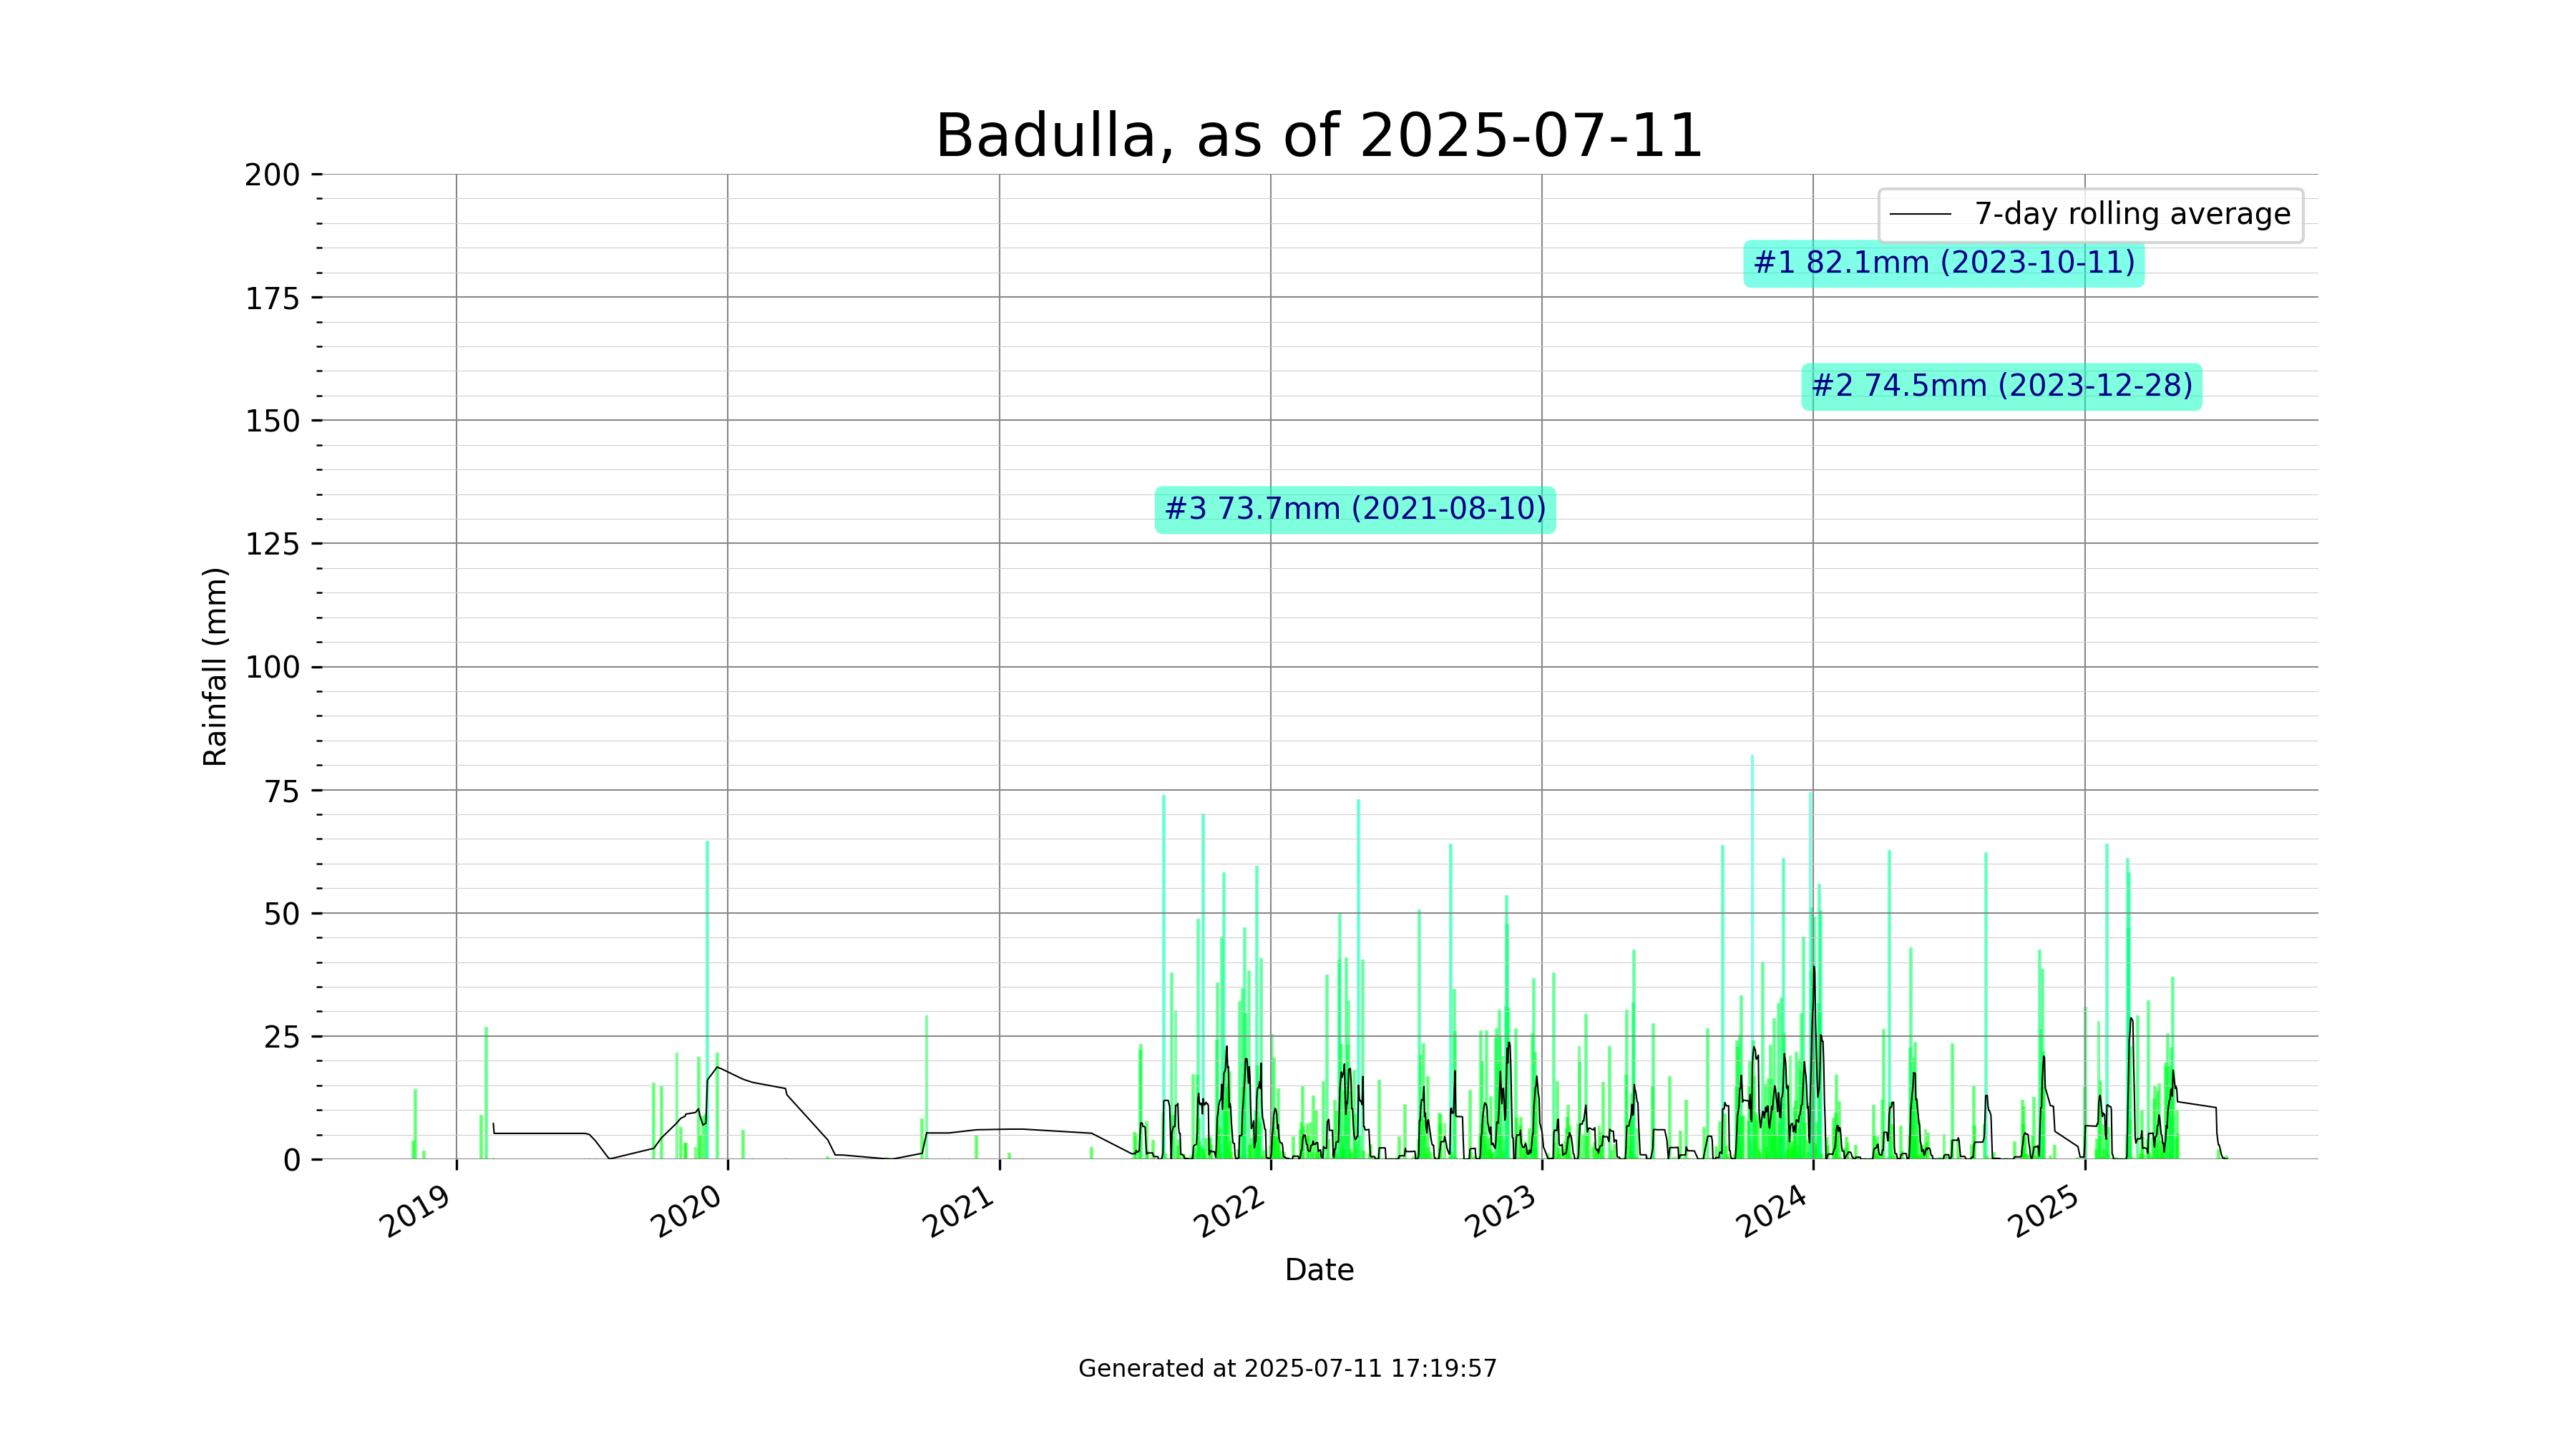 Badulla, as of 2025-07-11
7-day rolling average
#1 82.1mm (2023-10-11)
#2 74.5mm (2023-12-28)
#3 73.7mm (2021-08-10)
Rainfall (mm)
200
175
150
125
100
75
50
25
0
2019
2020
2021
2022
2023
2024
2025
Date
Generated at 2025-07-11 17:19:57